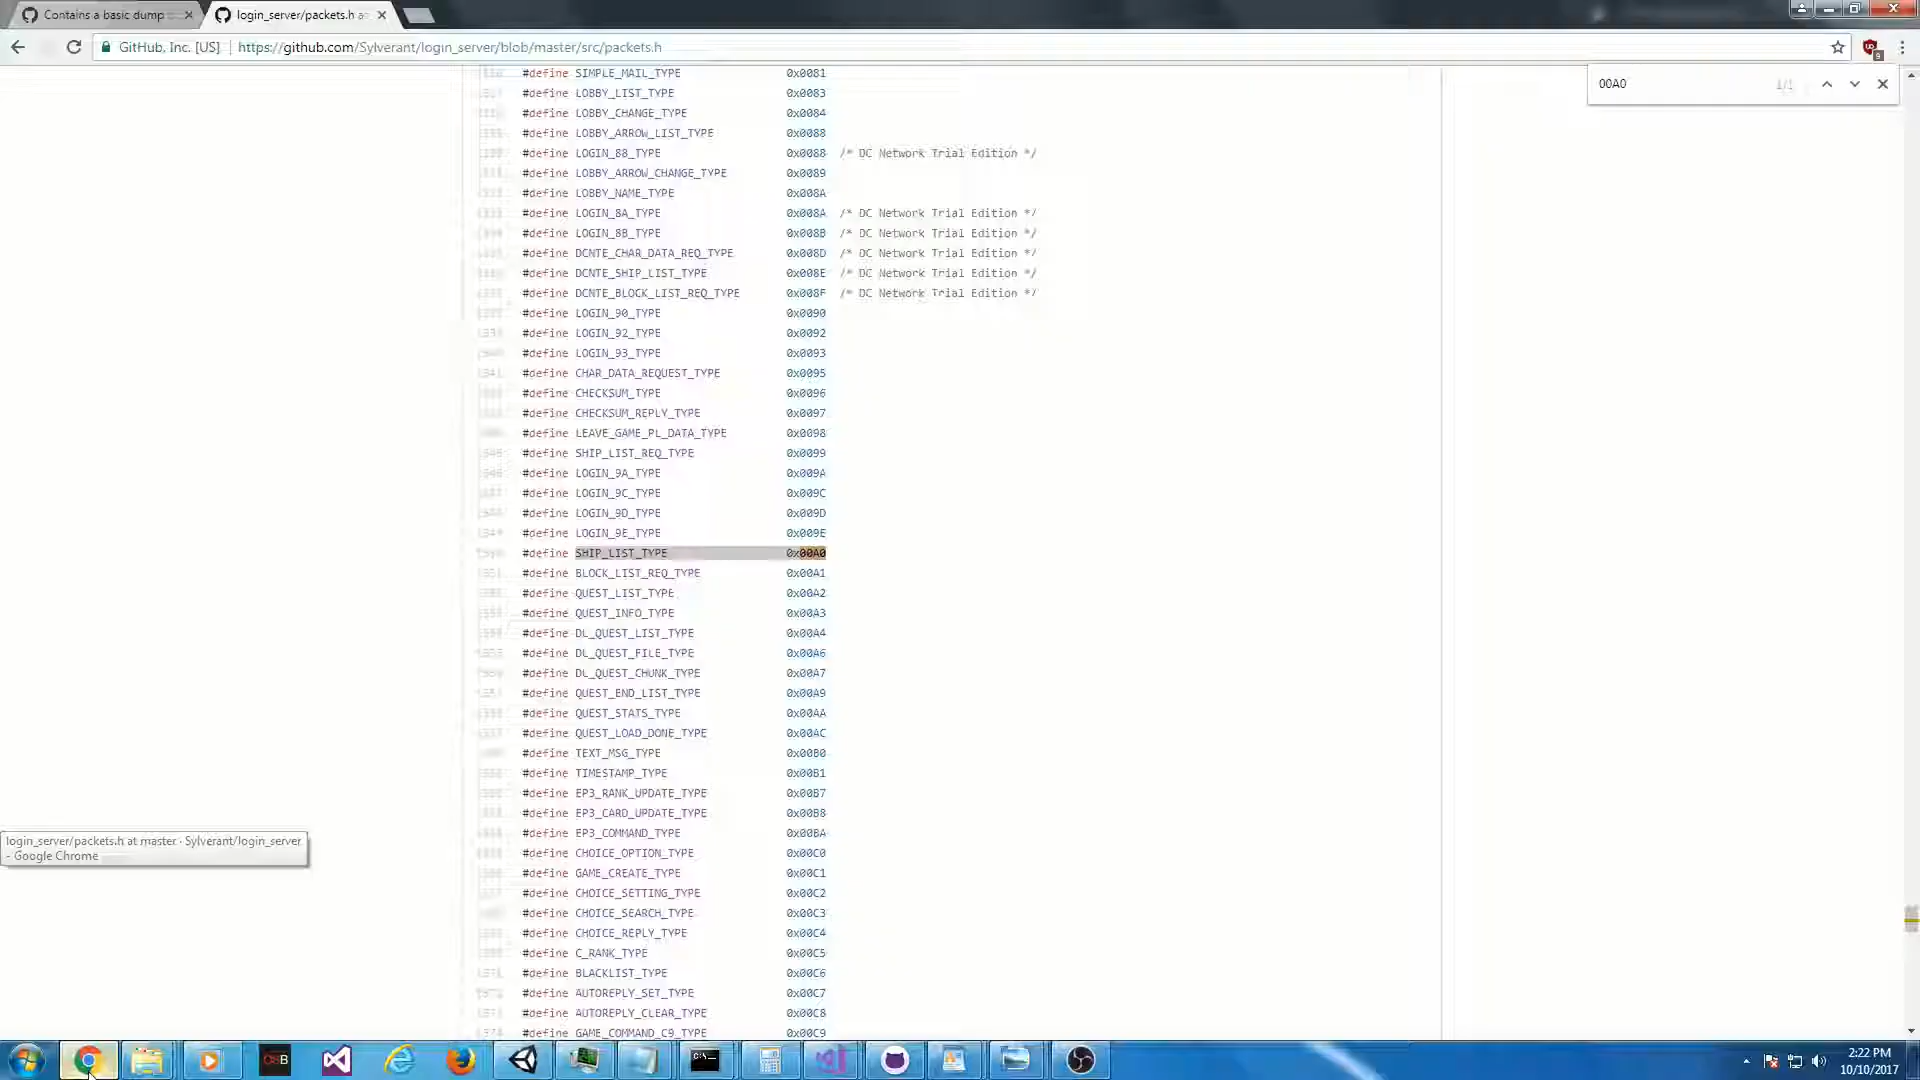 Contains a basic dump
login_server/packets.h a
GitHub, Inc. [US]
https://github.com/Sylverant/login_server/blob/master/src/packets.h
00A0
1/1
#define SIMPLE_MAIL_TYPE 0x0081
#define LOBBY_LIST_TYPE 0x0083
#define LOBBY_CHANGE_TYPE 0x0084
#define LOBBY_ARROW_LIST_TYPE 0x0088
#define LOGIN_88_TYPE 0x0088 /* DC Network Trial Edition */
#define LOBBY_ARROW_CHANGE_TYPE 0x0089
#define LOBBY_NAME_TYPE 0x008A
#define LOGIN_8A_TYPE 0x008A /* DC Network Trial Edition */
#define LOGIN_8B_TYPE 0x008B /* DC Network Trial Edition */
#define DCNTE_CHAR_DATA_REQ_TYPE 0x008D /* DC Network Trial Edition */
#define DCNTE_SHIP_LIST_TYPE 0x008E /* DC Network Trial Edition */
#define DCNTE_BLOCK_LIST_REQ_TYPE 0x008F /* DC Network Trial Edition */
#define LOGIN_90_TYPE 0x0090
#define LOGIN_92_TYPE 0x0092
#define LOGIN_93_TYPE 0x0093
#define CHAR_DATA_REQUEST_TYPE 0x0095
#define CHECKSUM_TYPE 0x0096
#define CHECKSUM_REPLY_TYPE 0x0097
#define LEAVE_GAME_PL_DATA_TYPE 0x0098
#define SHIP_LIST_REQ_TYPE 0x0099
#define LOGIN_9A_TYPE 0x009A
#define LOGIN_9C_TYPE 0x009C
#define LOGIN_9D_TYPE 0x009D
#define LOGIN_9E_TYPE 0x009E
#define SHIP_LIST_TYPE 0x00A0
#define BLOCK_LIST_REQ_TYPE 0x00A1
#define QUEST_LIST_TYPE 0x00A2
#define QUEST_INFO_TYPE 0x00A3
#define DL_QUEST_LIST_TYPE 0x00A4
#define DL_QUEST_FILE_TYPE 0x00A6
#define DL_QUEST_CHUNK_TYPE 0x00A7
#define QUEST_END_LIST_TYPE 0x00A9
#define QUEST_STATS_TYPE 0x00AA
#define QUEST_LOAD_DONE_TYPE 0x00AC
#define TEXT_MSG_TYPE 0x00B0
#define TIMESTAMP_TYPE 0x00B1
#define EP3_RANK_UPDATE_TYPE 0x00B7
#define EP3_CARD_UPDATE_TYPE 0x00B8
#define EP3_COMMAND_TYPE 0x00BA
login_server/packets.h at master · Sylverant/login_server
- Google Chrome
#define CHOICE_OPTION_TYPE 0x00C0
#define GAME_CREATE_TYPE 0x00C1
#define CHOICE_SETTING_TYPE 0x00C2
#define CHOICE_SEARCH_TYPE 0x00C3
#define CHOICE_REPLY_TYPE 0x00C4
#define C_RANK_TYPE 0x00C5
#define BLACKLIST_TYPE 0x00C6
#define AUTOREPLY_SET_TYPE 0x00C7
#define AUTOREPLY_CLEAR_TYPE 0x00C8
#define GAME_COMMAND_C9_TYPE 0x00C9
2:22 PM
10/10/2017